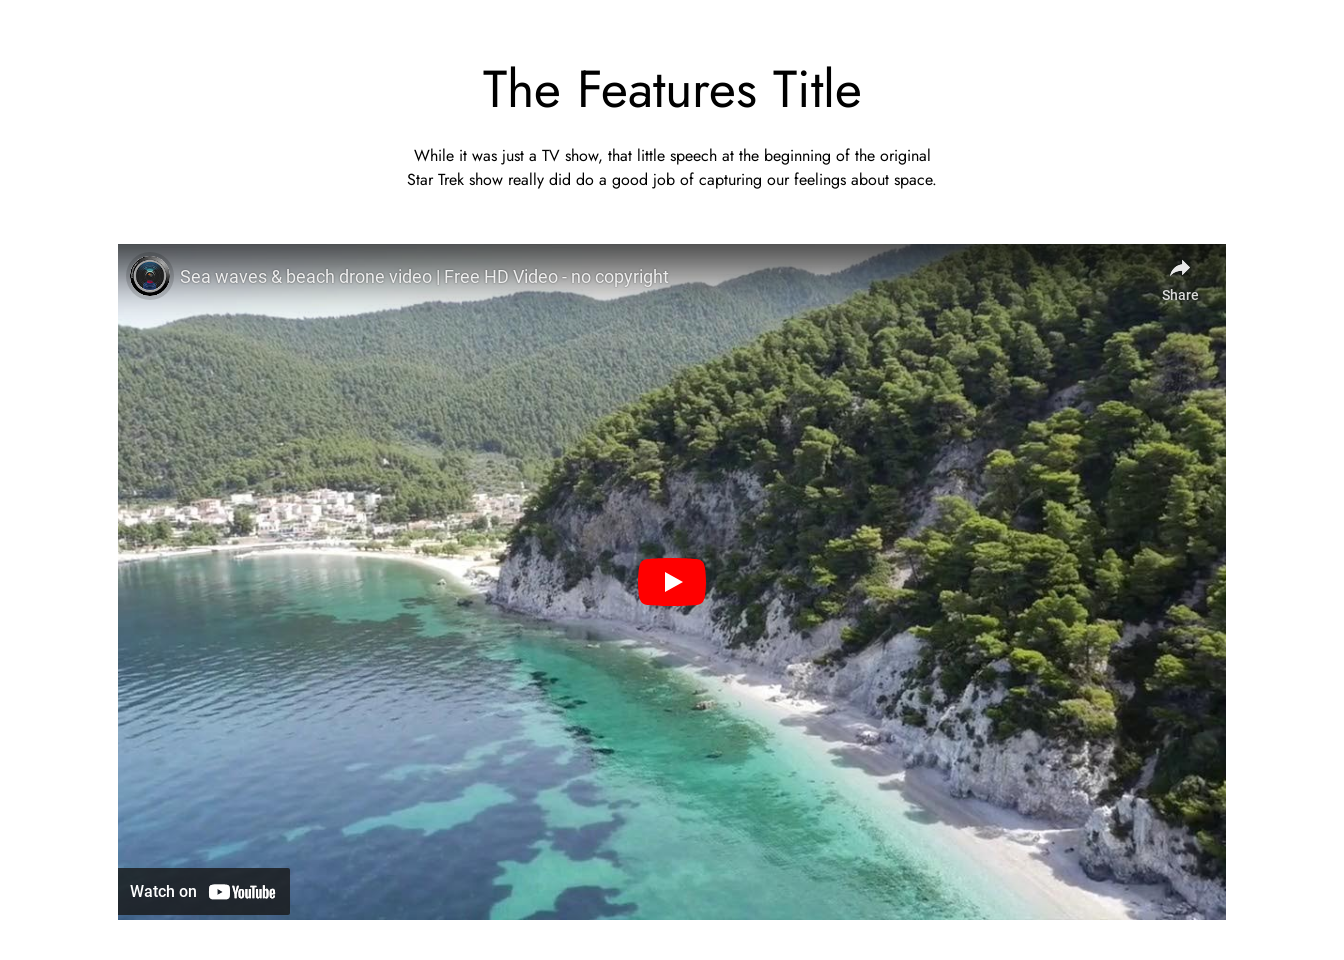 The Features Title
While it was just a TV show, that little speech at the beginning of the original
Star Trek show really did do a good job of capturing our feelings about space.
Sea waves & beach drone video | Free HD Video - no copyright
Share
Watch on YouTube